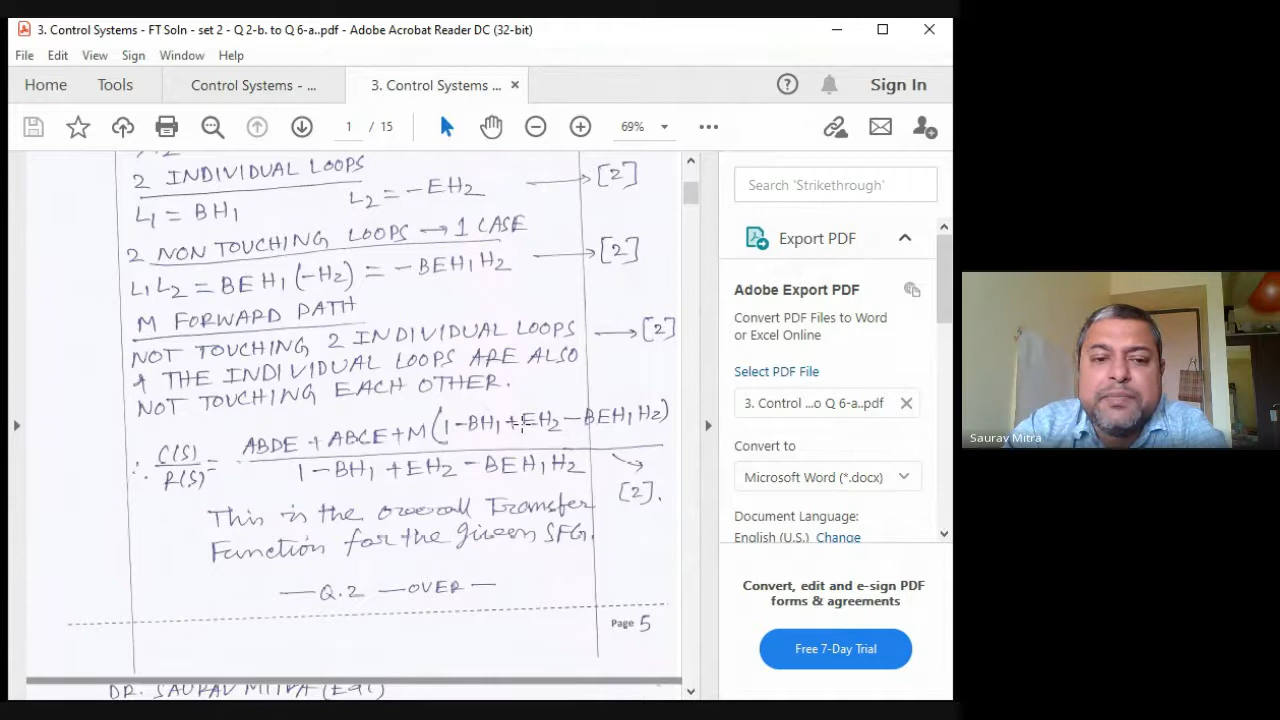 3. Control Systems - FT Soln - set 2 - Q 2-b. to Q 6-a..pdf - Adobe Acrobat Reader DC (32-bit)
File Edit View Sign Window Help
Home Tools Control Systems - ... 3. Control Systems ... ×
Sign In
1 / 15 69%
2 INDIVIDUAL LOOPS
L1 = BH1 L2 = -EH2 → [2]
2 NON TOUCHING LOOPS → 1 CASE
L1L2 = BEH1(-H2) = -BEH1H2 → [2]
M FORWARD PATH
NOT TOUCHING 2 INDIVIDUAL LOOPS → [2]
& THE INDIVIDUAL LOOPS ARE ALSO
NOT TOUCHING EACH OTHER.
ABDE + ABCE + M(1-BH1+EH2-BEH1H2)
∴ C(S)/R(S) =
1 - BH1 + EH2 - BEH1H2
[2].
This is the overall Transfer
Function for the given SFG.
— Q.2 — OVER —
Page 5
DR. SAURAV MITRA (E&C)
Search 'Strikethrough'
Export PDF
Adobe Export PDF
Convert PDF Files to Word
or Excel Online
Select PDF File
3. Control ...o Q 6-a..pdf ×
Convert to
Microsoft Word (*.docx)
Document Language:
English (U.S.) Change
Convert, edit and e-sign PDF
forms & agreements
Free 7-Day Trial
Saurav Mitra